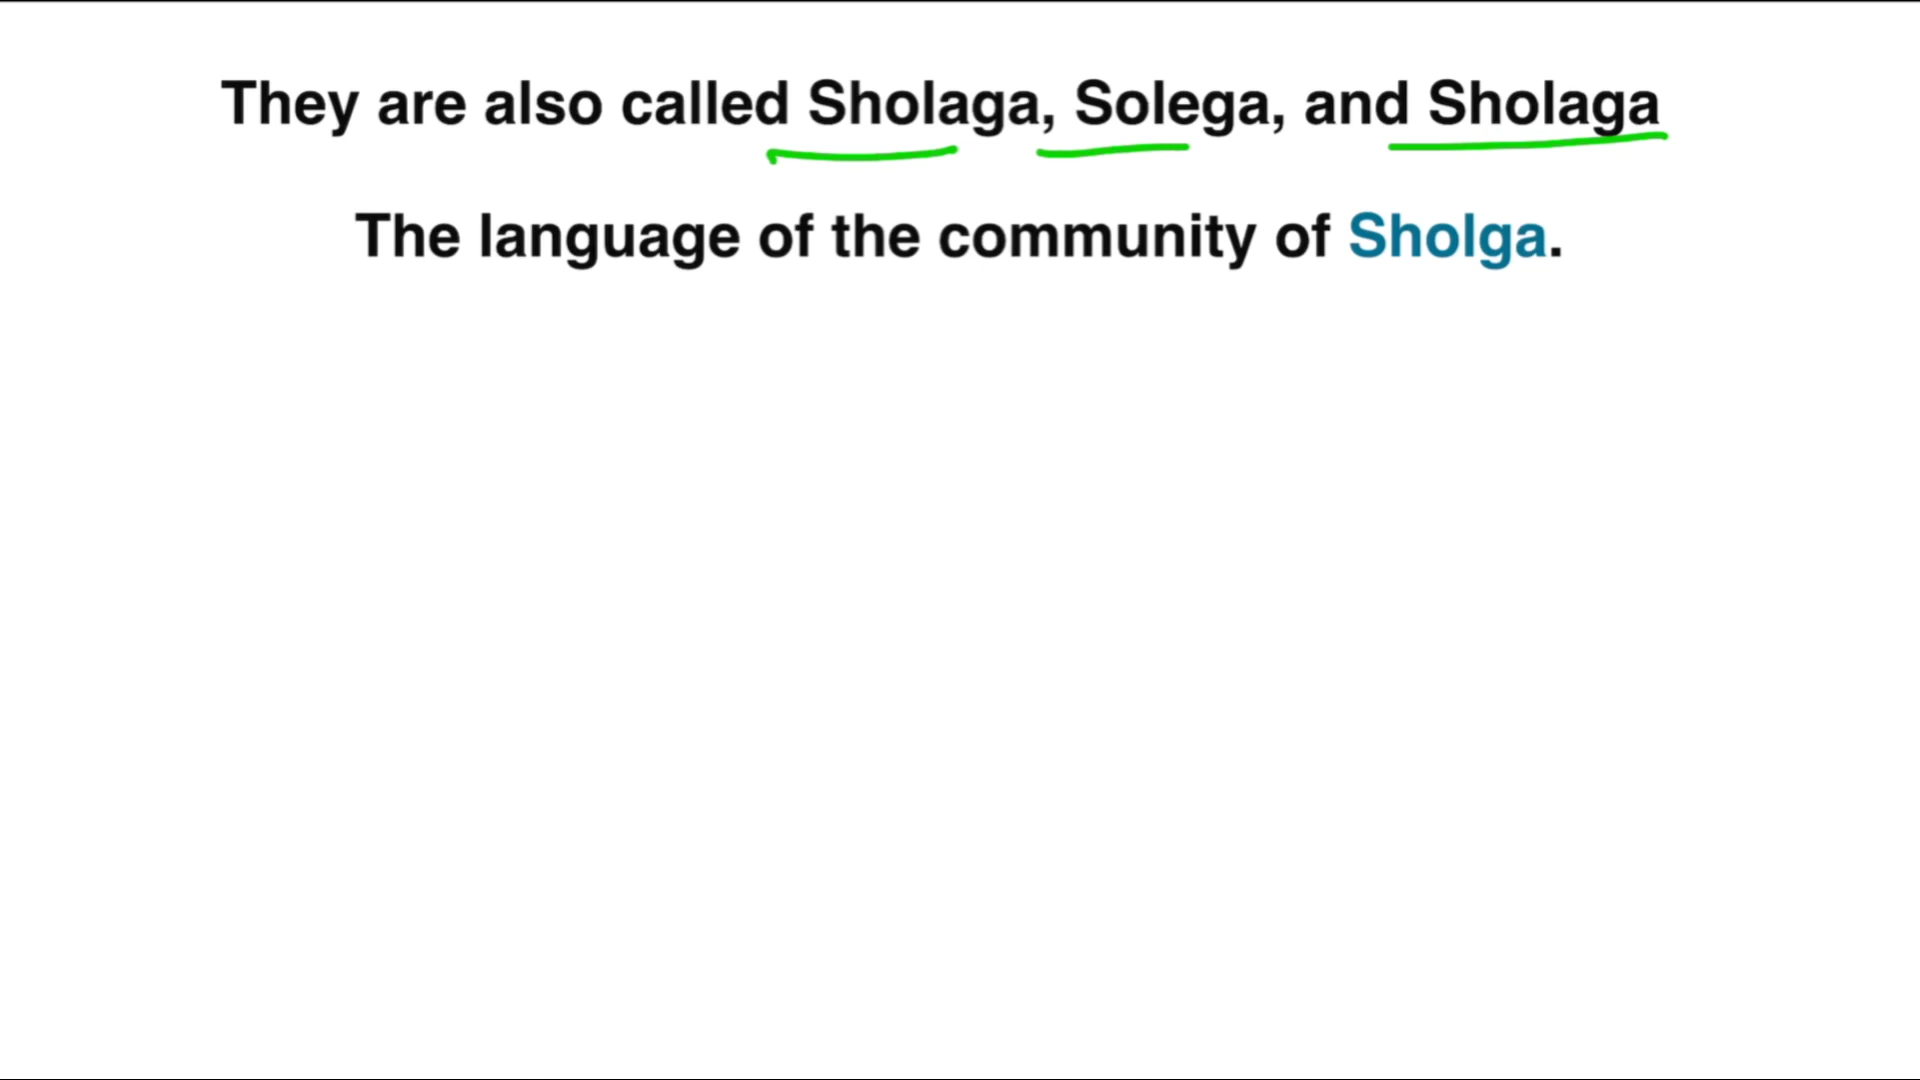 They are also called Sholaga, Solega, and Sholaga
The language of the community of Sholga.